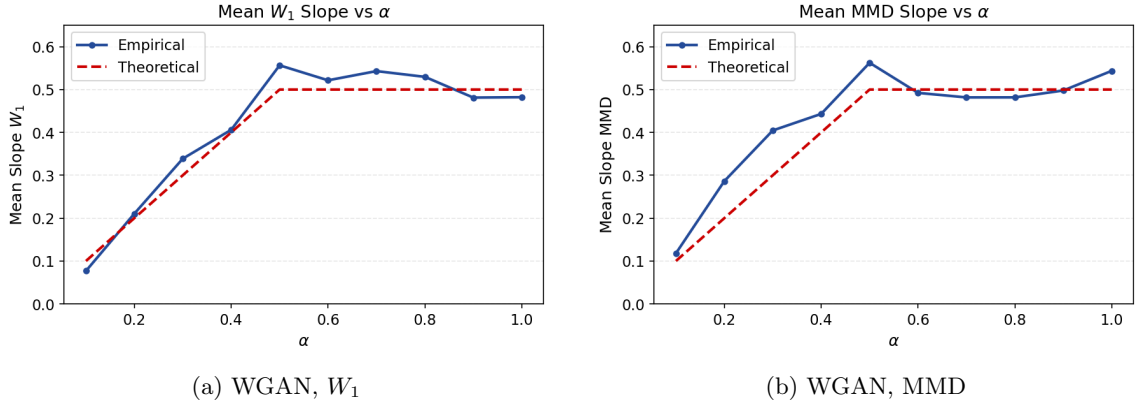 Mean W₁ Slope vs α
Empirical
Theoretical
Mean Slope W₁
0.6
0.5
0.4
0.3
0.2
0.1
0.0
0.2 0.4 0.6 0.8 1.0
α
(a) WGAN, W₁
Mean MMD Slope vs α
Empirical
Theoretical
Mean Slope MMD
0.6
0.5
0.4
0.3
0.2
0.1
0.0
0.2 0.4 0.6 0.8 1.0
α
(b) WGAN, MMD